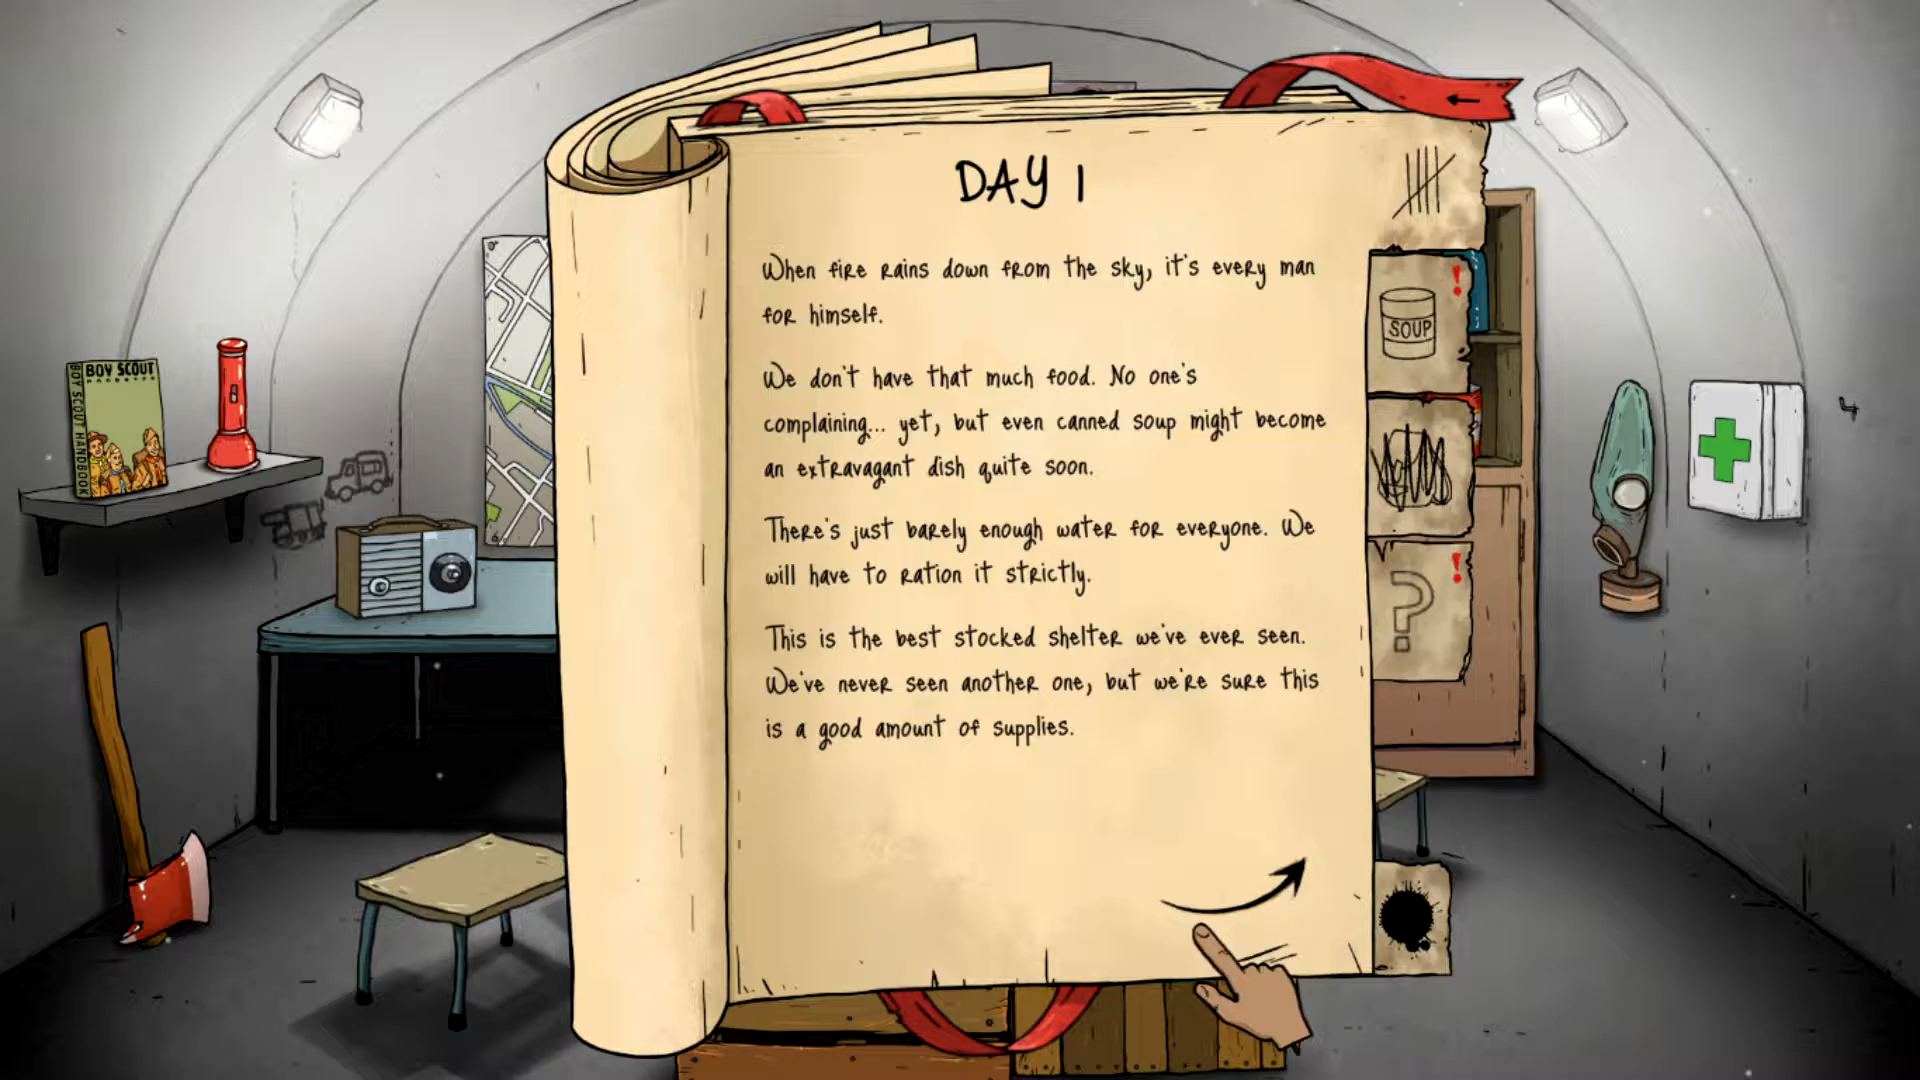 DAY 1
When fire rains down from the sky, it's every man
for himself.
We don't have that much food. No one's
complaining... yet, but even canned soup might become
an extravagant dish quite soon.
There's just barely enough water for everyone. We
will have to ration it strictly.
This is the best stocked shelter we've ever seen.
We've never seen another one, but we're sure this
is a good amount of supplies.
SOUP
!
?
!
BOY SCOUT
HANDBOOK
BOY SCOUT HANDBOOK